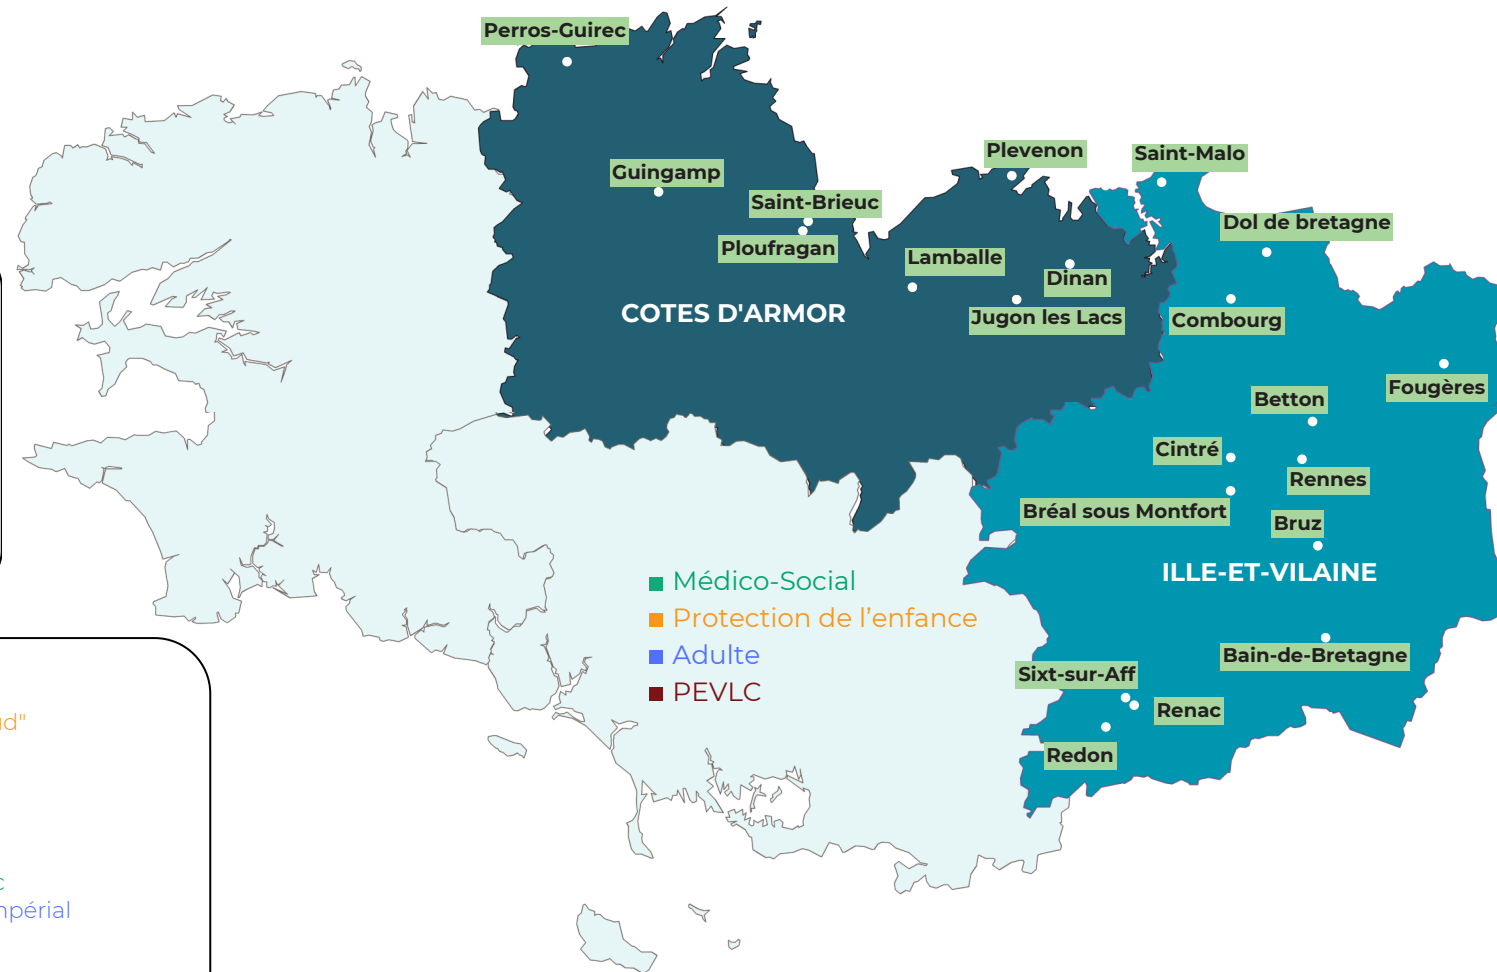 Perros-Guirec
Plevenon
Saint-Malo
Guingamp
Saint-Brieuc
Dol de bretagne
Ploufragan
Lamballe
Dinan
COTES D'ARMOR
Jugon les Lacs
Combourg
Fougères
Betton
Cintré
Rennes
Bréal sous Montfort
Bruz
ILLE-ET-VILAINE
Médico-Social
Protection de l'enfance
Adulte
PEVLC
Bain-de-Bretagne
Sixt-sur-Aff
Renac
Redon